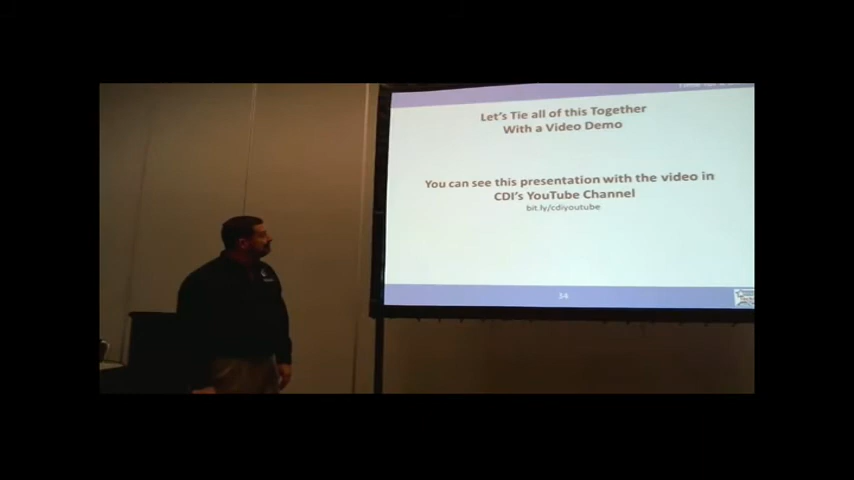 Let's Tie all of this Together
With a Video Demo
You can see this presentation with the video in
CDI's YouTube Channel
bit.ly/cdiyoutube
34